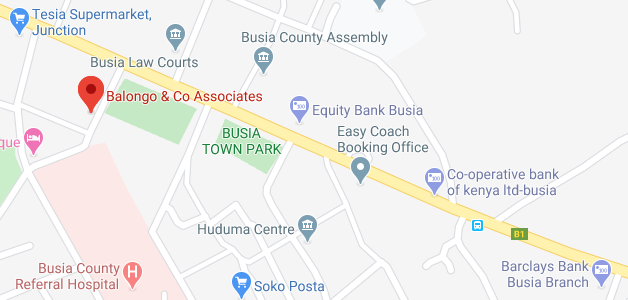 Tesia Supermarket,
Junction
Busia County Assembly
Busia Law Courts
Balongo & Co Associates
Equity Bank Busia
BUSIA
TOWN PARK
Easy Coach
Booking Office
que
Co-operative bank
of kenya ltd-busia
Huduma Centre
B1
Busia County
Referral Hospital
H
Soko Posta
Barclays Bank
Busia Branch